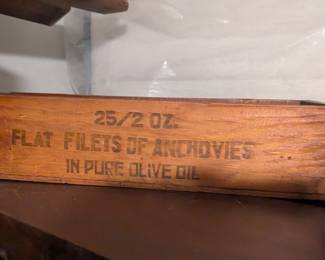 25/2 OZ.
FLAT FILETS OF ANCHOVIES
IN PURE OLIVE OIL